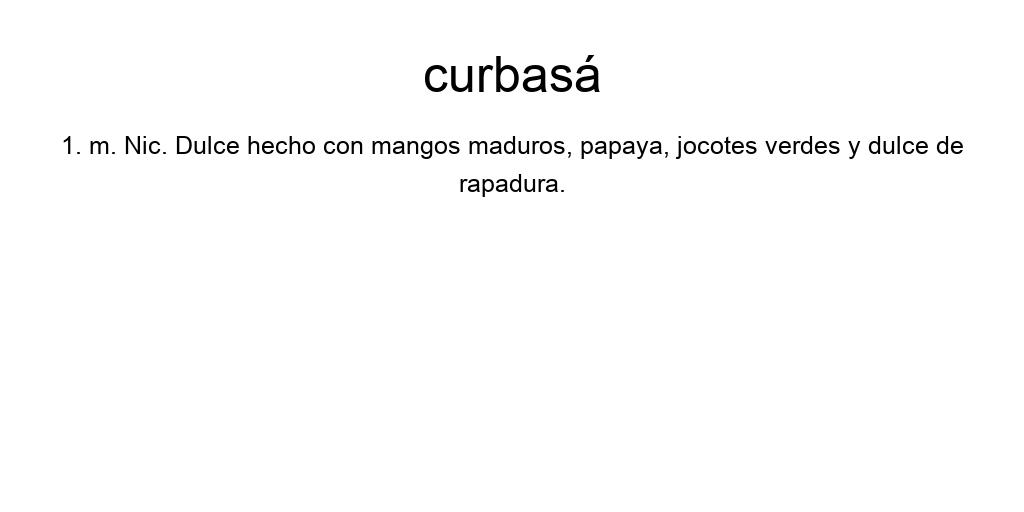 curbasá
1. m. Nic. Dulce hecho con mangos maduros, papaya, jocotes verdes y dulce de
rapadura.